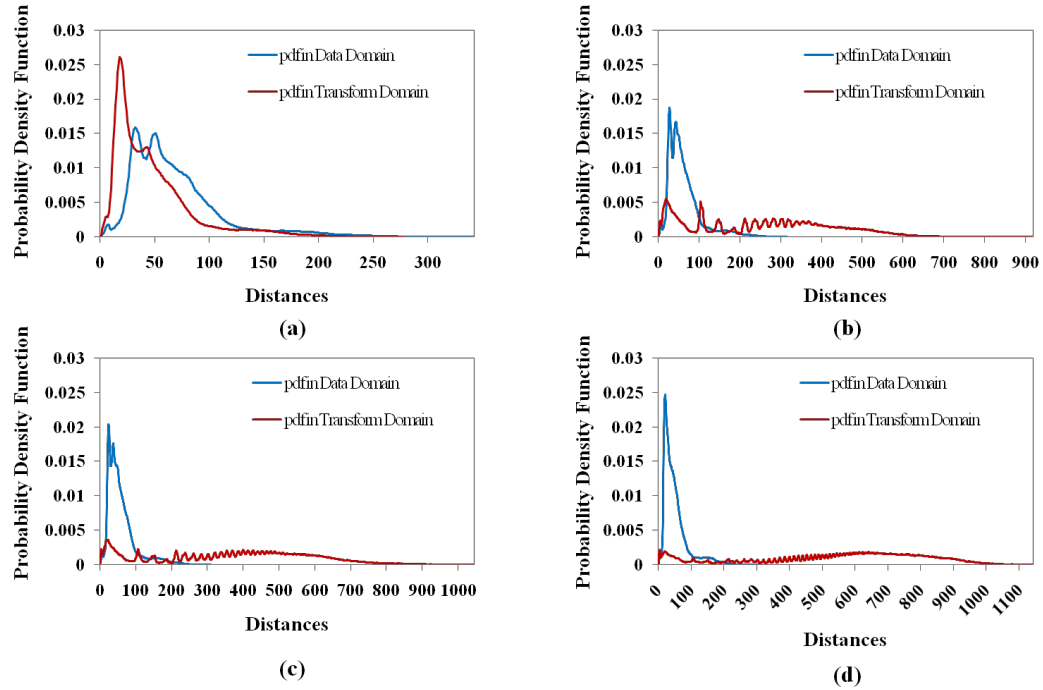 Probability Density Function
0.03
0.025
0.02
0.015
0.01
0.005
0
pdfin Data Domain
pdfin Transform Domain
0 50 100 150 200 250 300
Distances
(a)
Probability Density Function
0.03
0.025
0.02
0.015
0.01
0.005
0
pdfin Data Domain
pdfin Transform Domain
0 100 200 300 400 500 600 700 800 900
Distances
(b)
Probability Density Function
0.03
0.025
0.02
0.015
0.01
0.005
0
pdfin Data Domain
pdfin Transform Domain
0 100 200 300 400 500 600 700 800 900 1000
Distances
(c)
Probability Density Function
0.03
0.025
0.02
0.015
0.01
0.005
0
pdfin Data Domain
pdfin Transform Domain
0 100 200 300 400 500 600 700 800 900 1000 1100
Distances
(d)